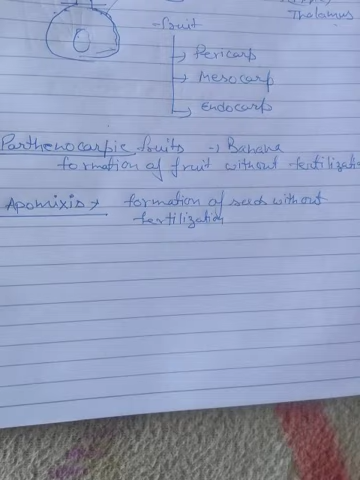 Thalamus
- fruit
→ Pericarp
→ Mesocarp
→ Endocarp
Parthenocarpic fruits → Banana
formation of fruit without fertilizatio
Apomixis → formation of seeds without
fertilization